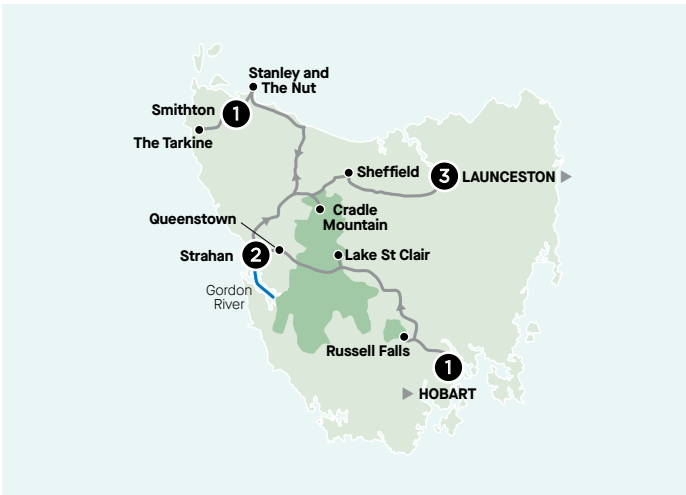 Stanley and
The Nut
Smithton
1
The Tarkine
Sheffield
3
LAUNCESTON
Cradle
Mountain
Queenstown
Strahan
2
Lake St Clair
Gordon
River
Russell Falls
1
HOBART